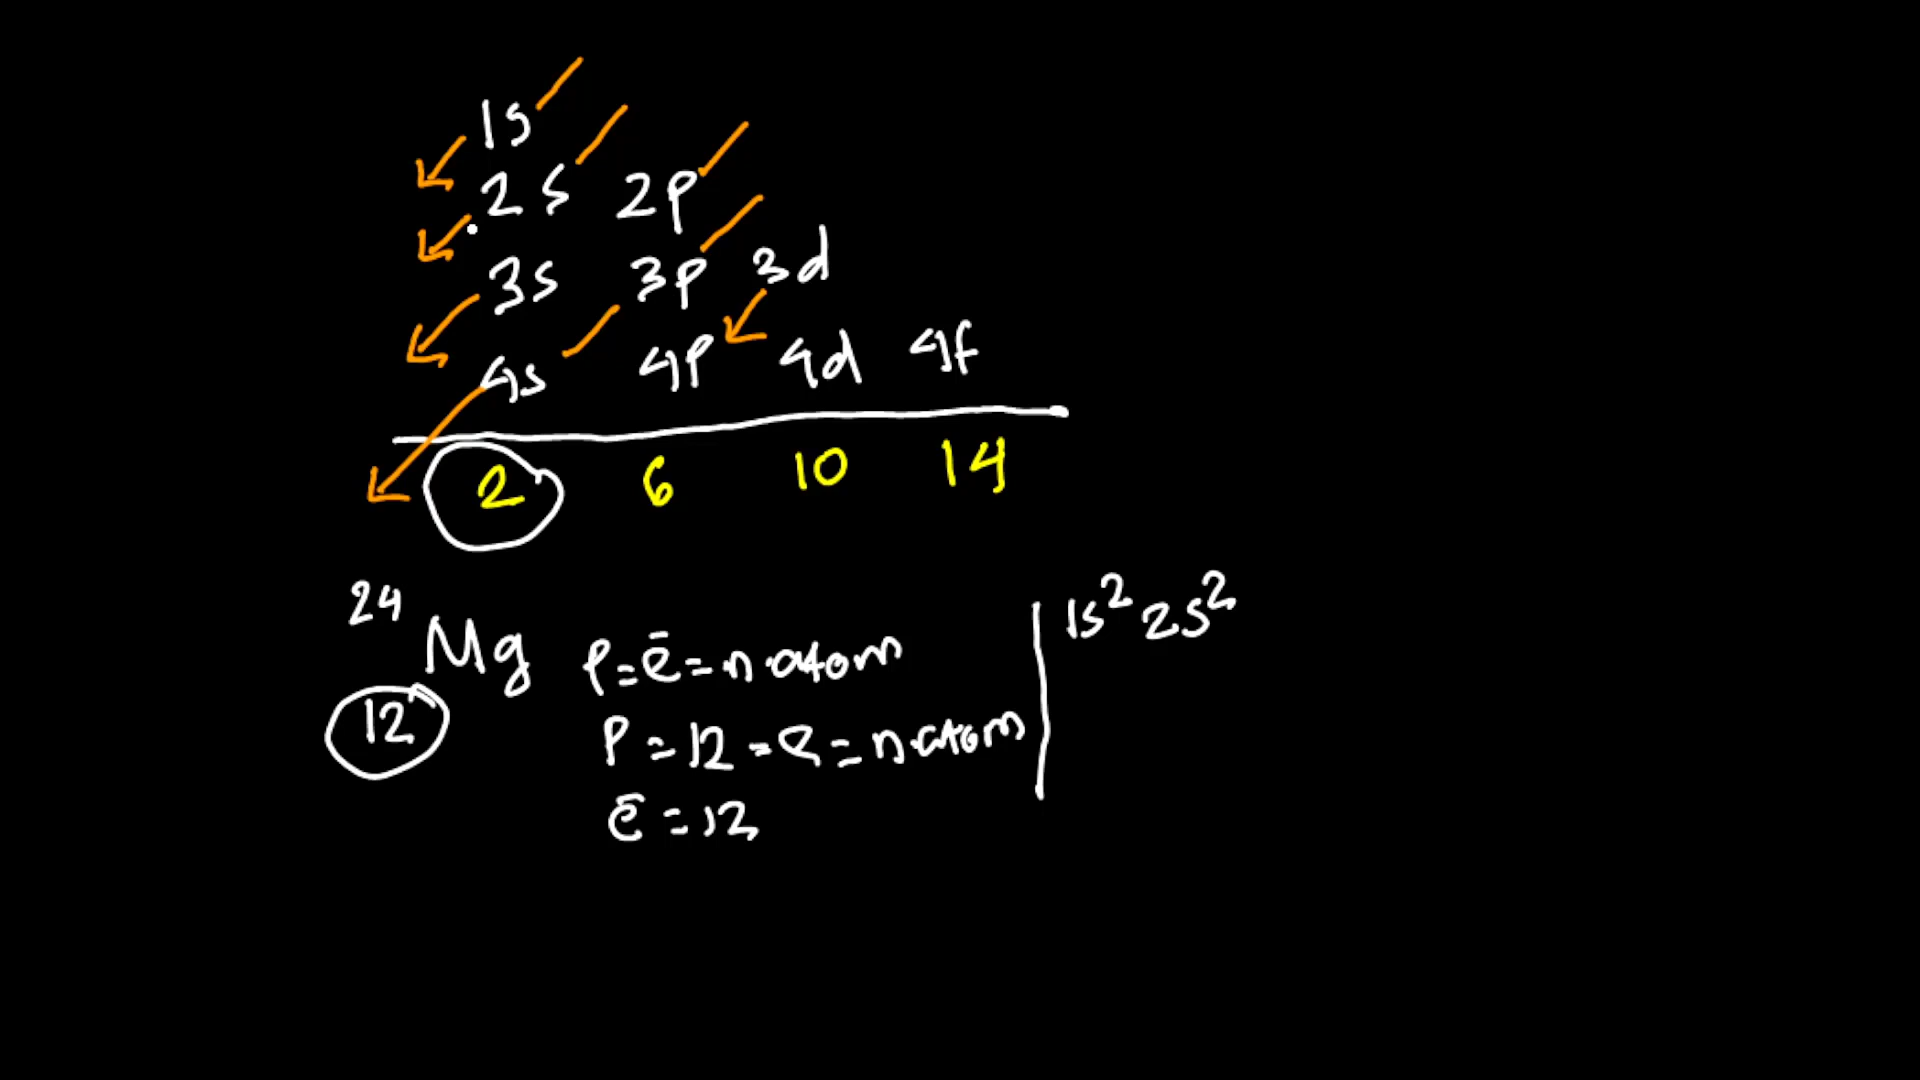 1s
2s 2p
3s 3p 3d
4s 4p 4d 4f
2 6 10 14
24 Mg p=ē=n.atom 1s² 2s²
12 p=12=e=n.atom
ē=12